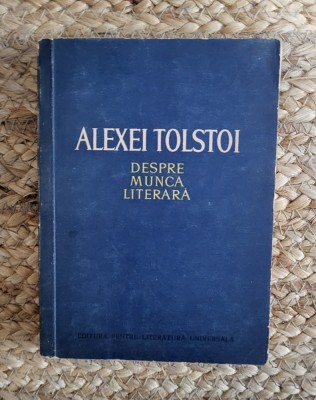 ALEXEI TOLSTOI
DESPRE
MUNCA
LITERARĂ
EDITURA PENTRU LITERATURĂ UNIVERSALĂ